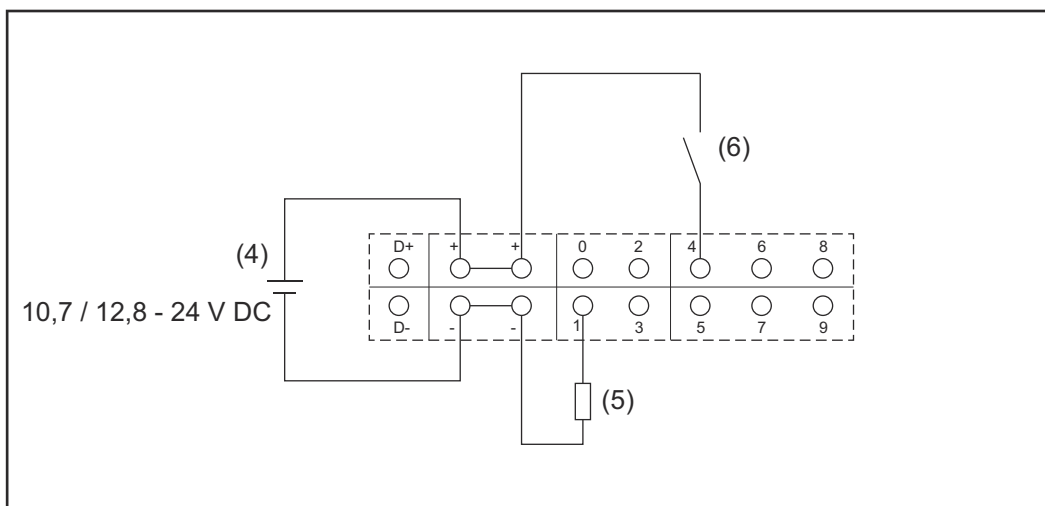 (6)
(4)
10,7 / 12,8 - 24 V DC
D+ + + 0 2 4 6 8
D- - - 1 3 5 7 9
(5)